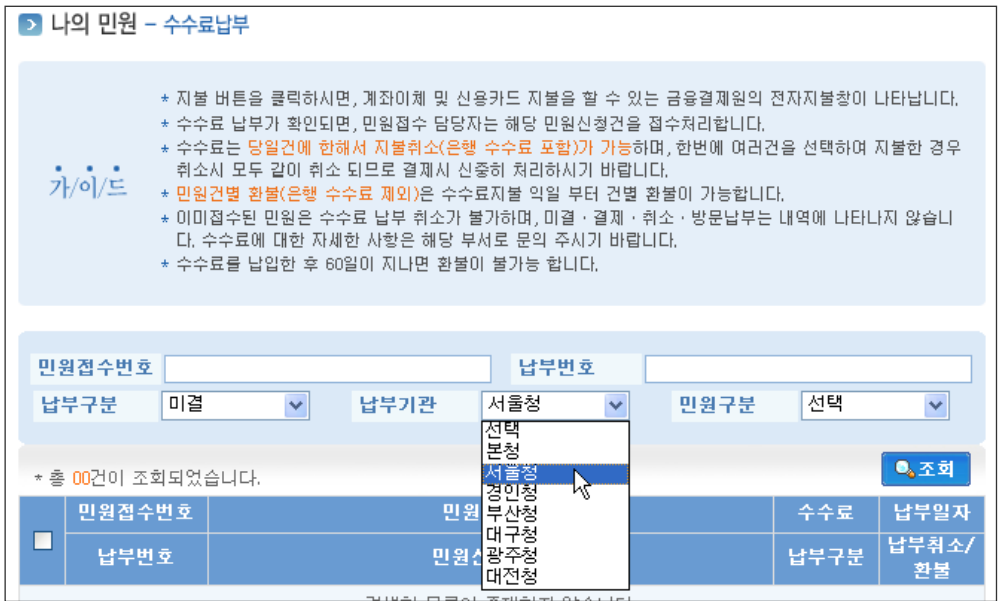 나의 민원 - 수수료납부
가/이/드
* 지불 버튼을 클릭하시면, 계좌이체 및 신용카드 지불을 할 수 있는 금융결제원의 전자지불창이 나타납니다.
* 수수료 납부가 확인되면, 민원접수 담당자는 해당 민원신청건을 접수처리합니다.
* 수수료는 당일건에 한해서 지불취소(은행 수수료 포함)가 가능하며, 한번에 여러건을 선택하여 지불한 경우
취소시 모두 같이 취소 되므로 결제시 신중히 처리하시기 바랍니다.
* 민원건별 환불(은행 수수료 제외)은 수수료지불 익일 부터 건별 환불이 가능합니다.
* 이미접수된 민원은 수수료 납부 취소가 불가하며, 미결 · 결제 · 취소 · 방문납부는 내역에 나타나지 않습니
다. 수수료에 대한 자세한 사항은 해당 부서로 문의 주시기 바랍니다.
* 수수료를 납입한 후 60일이 지나면 환불이 불가능 합니다.
민원접수번호 납부번호
납부구분 미결 납부기관 서울청 민원구분 선택
선택
본청
서울청
경인청
부산청
대구청
광주청
대전청
* 총 00건이 조회되었습니다. 조회
민원접수번호 민원 수수료 납부일자
납부번호 민원 납부구분 납부취소/
환불